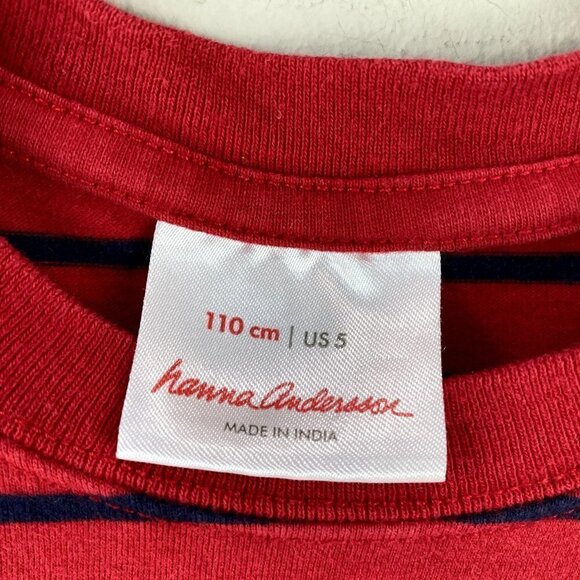 110 cm | US 5
hanna Andersson
MADE IN INDIA